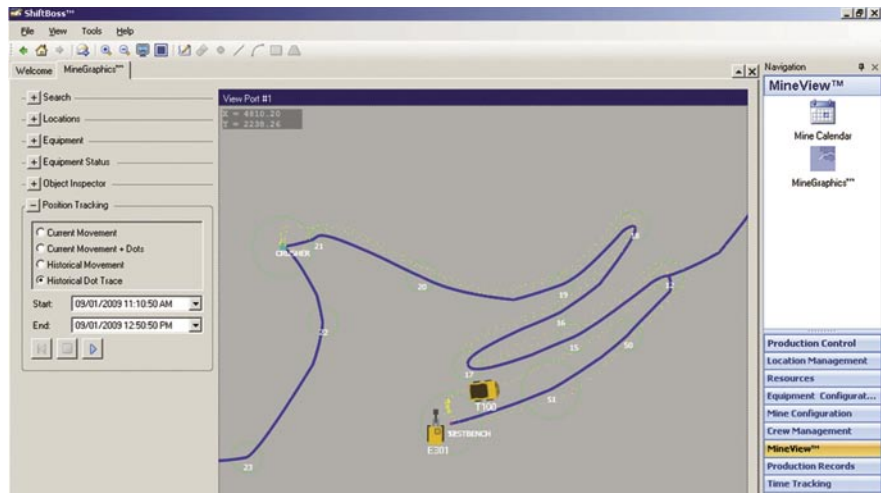 ShiftBoss™
File View Tools Help
Welcome MineGraphics™
Search
Locations
Equipment
Equipment Status
Object Inspector
Position Tracking
Current Movement
Current Movement + Dots
Historical Movement
Historical Dot Trace
Start: 09/01/2009 11:10:50 AM
End: 09/01/2009 12:50:50 PM
View Port #1
X = 4810.20
Y = 2238.26
CRUSHER
21
20
19
18
12
16
15
50
17
51
22
23
T100
E301
Navigation
MineView™
Mine Calendar
MineGraphics™
Production Control
Location Management
Resources
Equipment Configurat...
Mine Configuration
Crew Management
MineView™
Production Records
Time Tracking